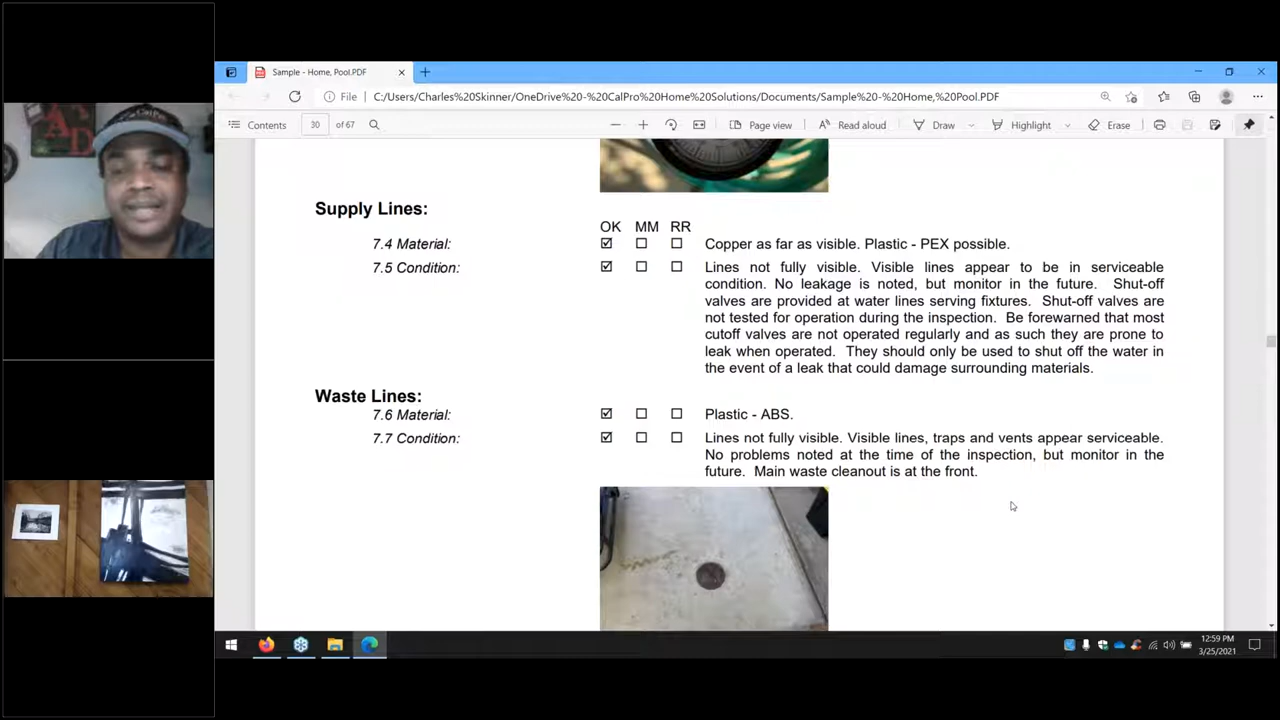 Sample - Home, Pool.PDF
File
C:/Users/Charles%20Skinner/OneDrive%20-%20CalPro%20Home%20Solutions/Documents/Sample%20-%20Home,%20Pool.PDF
Contents
30 of 67
Page view
Read aloud
Draw
Highlight
Erase
Supply Lines:
OK MM RR
7.4 Material:
Copper as far as visible. Plastic - PEX possible.
7.5 Condition:
Lines not fully visible. Visible lines appear to be in serviceable
condition. No leakage is noted, but monitor in the future. Shut-off
valves are provided at water lines serving fixtures. Shut-off valves are
not tested for operation during the inspection. Be forewarned that most
cutoff valves are not operated regularly and as such they are prone to
leak when operated. They should only be used to shut off the water in
the event of a leak that could damage surrounding materials.
Waste Lines:
7.6 Material:
Plastic - ABS.
7.7 Condition:
Lines not fully visible. Visible lines, traps and vents appear serviceable.
No problems noted at the time of the inspection, but monitor in the
future. Main waste cleanout is at the front.
12:59 PM
3/25/2021